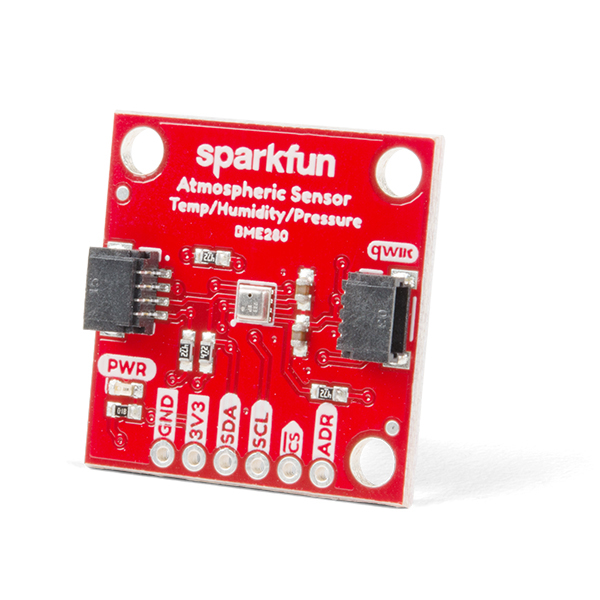 sparkfun
Atmospheric Sensor
Temp/Humidity/Pressure
BME280
qwiic
PWR
GND
3V3
SDA
SCL
CS
ADR